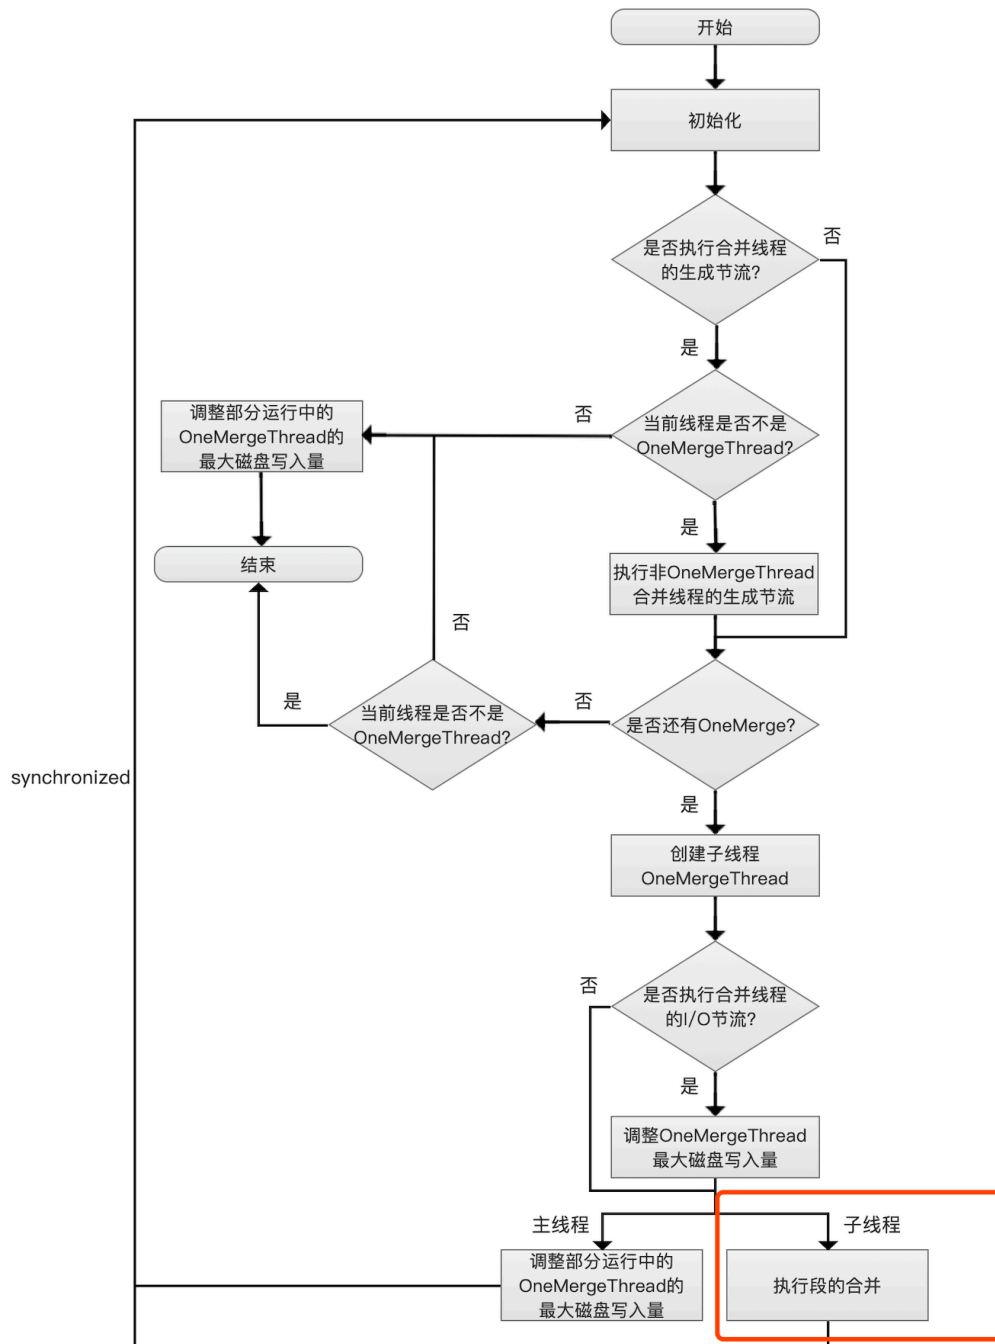 开始
初始化
是否执行合并线程
的生成节流?
否
是
当前线程是否不是
OneMergeThread?
否
调整部分运行中的
OneMergeThread的
最大磁盘写入量
是
结束
执行非OneMergeThread
合并线程的生成节流
否
是否还有OneMerge?
否
当前线程是否不是
OneMergeThread?
是
synchronized
是
创建子线程
OneMergeThread
否
是否执行合并线程
的I/O节流?
是
调整OneMergeThread
最大磁盘写入量
主线程
子线程
调整部分运行中的
OneMergeThread的
最大磁盘写入量
执行段的合并